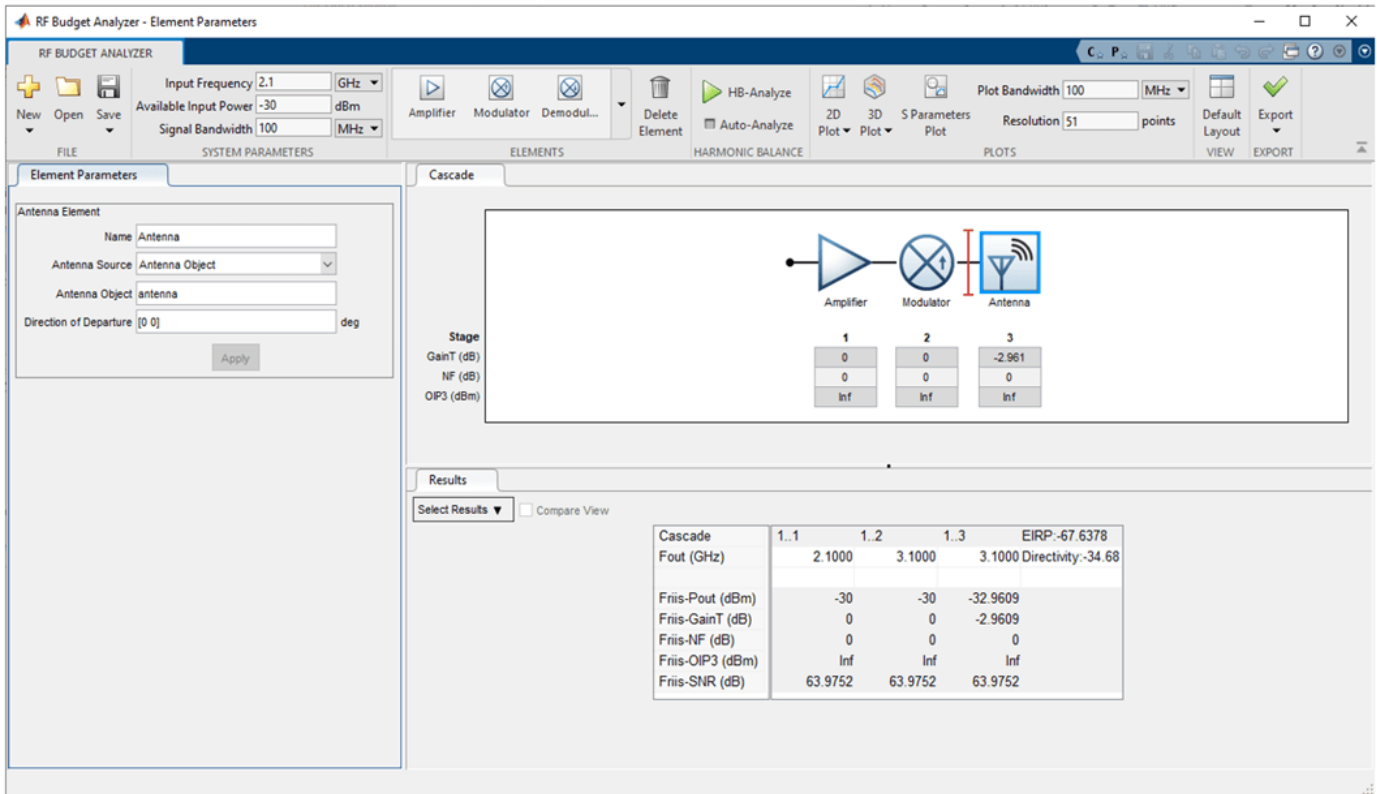 RF Budget Analyzer - Element Parameters
RF BUDGET ANALYZER
New
Open
Save
FILE
Input Frequency 2.1 GHz
Available Input Power -30 dBm
Signal Bandwidth 100 MHz
SYSTEM PARAMETERS
Amplifier Modulator Demodul...
ELEMENTS
Delete
Element
HB-Analyze
Auto-Analyze
HARMONIC BALANCE
2D
Plot
3D
Plot
S Parameters
Plot
Plot Bandwidth 100 MHz
Resolution 51 points
PLOTS
Default
Layout
VIEW
Export
EXPORT
Element Parameters
Antenna Element
Name Antenna
Antenna Source Antenna Object
Antenna Object antenna
Direction of Departure [0 0] deg
Apply
Cascade
Amplifier Modulator Antenna
Stage 1 2 3
GainT (dB) 0 0 -2.961
NF (dB) 0 0 0
OIP3 (dBm) Inf Inf Inf
Results
Select Results ▼ Compare View
Cascade 1..1 1..2 1..3 EIRP:-67.6378
Fout (GHz) 2.1000 3.1000 3.1000 Directivity:-34.68
Friis-Pout (dBm) -30 -30 -32.9609
Friis-GainT (dB) 0 0 -2.9609
Friis-NF (dB) 0 0 0
Friis-OIP3 (dBm) Inf Inf Inf
Friis-SNR (dB) 63.9752 63.9752 63.9752